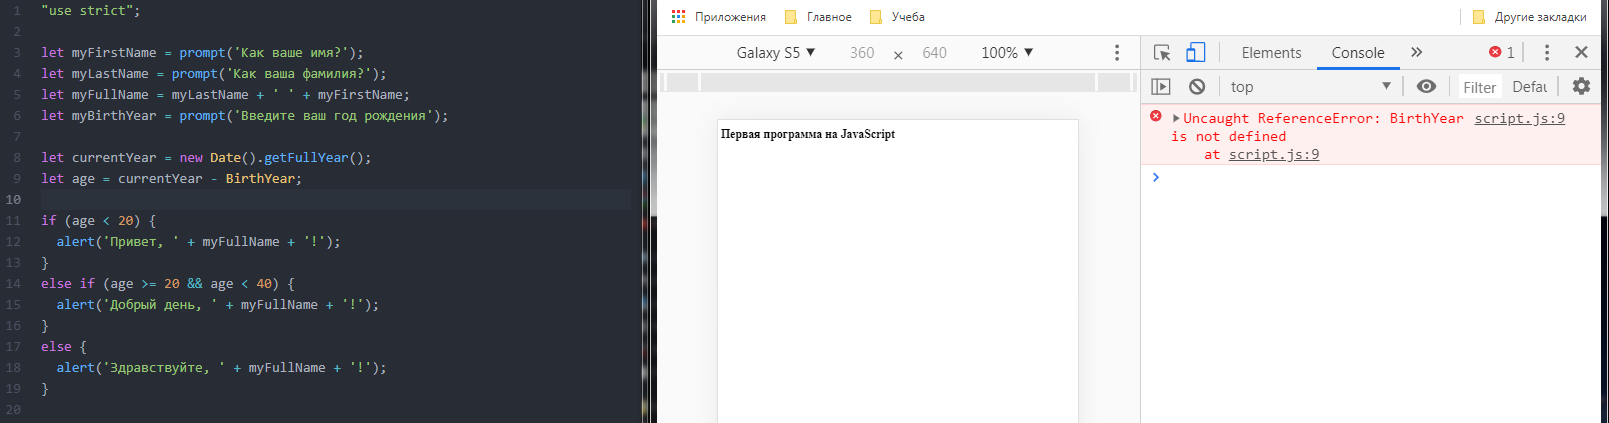 1 "use strict";
2
3 let myFirstName = prompt('Как ваше имя?');
4 let myLastName = prompt('Как ваша фамилия?');
5 let myFullName = myLastName + ' ' + myFirstName;
6 let myBirthYear = prompt('Введите ваш год рождения');
7
8 let currentYear = new Date().getFullYear();
9 let age = currentYear - BirthYear;
10
11 if (age < 20) {
12 alert('Привет, ' + myFullName + '!');
13 }
14 else if (age >= 20 && age < 40) {
15 alert('Добрый день, ' + myFullName + '!');
16 }
17 else {
18 alert('Здравствуйте, ' + myFullName + '!');
19 }
20
Приложения Главное Учеба Другие закладки
Galaxy S5 ▼ 360 × 640 100% ▼
Первая программа на JavaScript
Elements Console » 1
top ▼ Filter Defau
Uncaught ReferenceError: BirthYear script.js:9
is not defined
at script.js:9